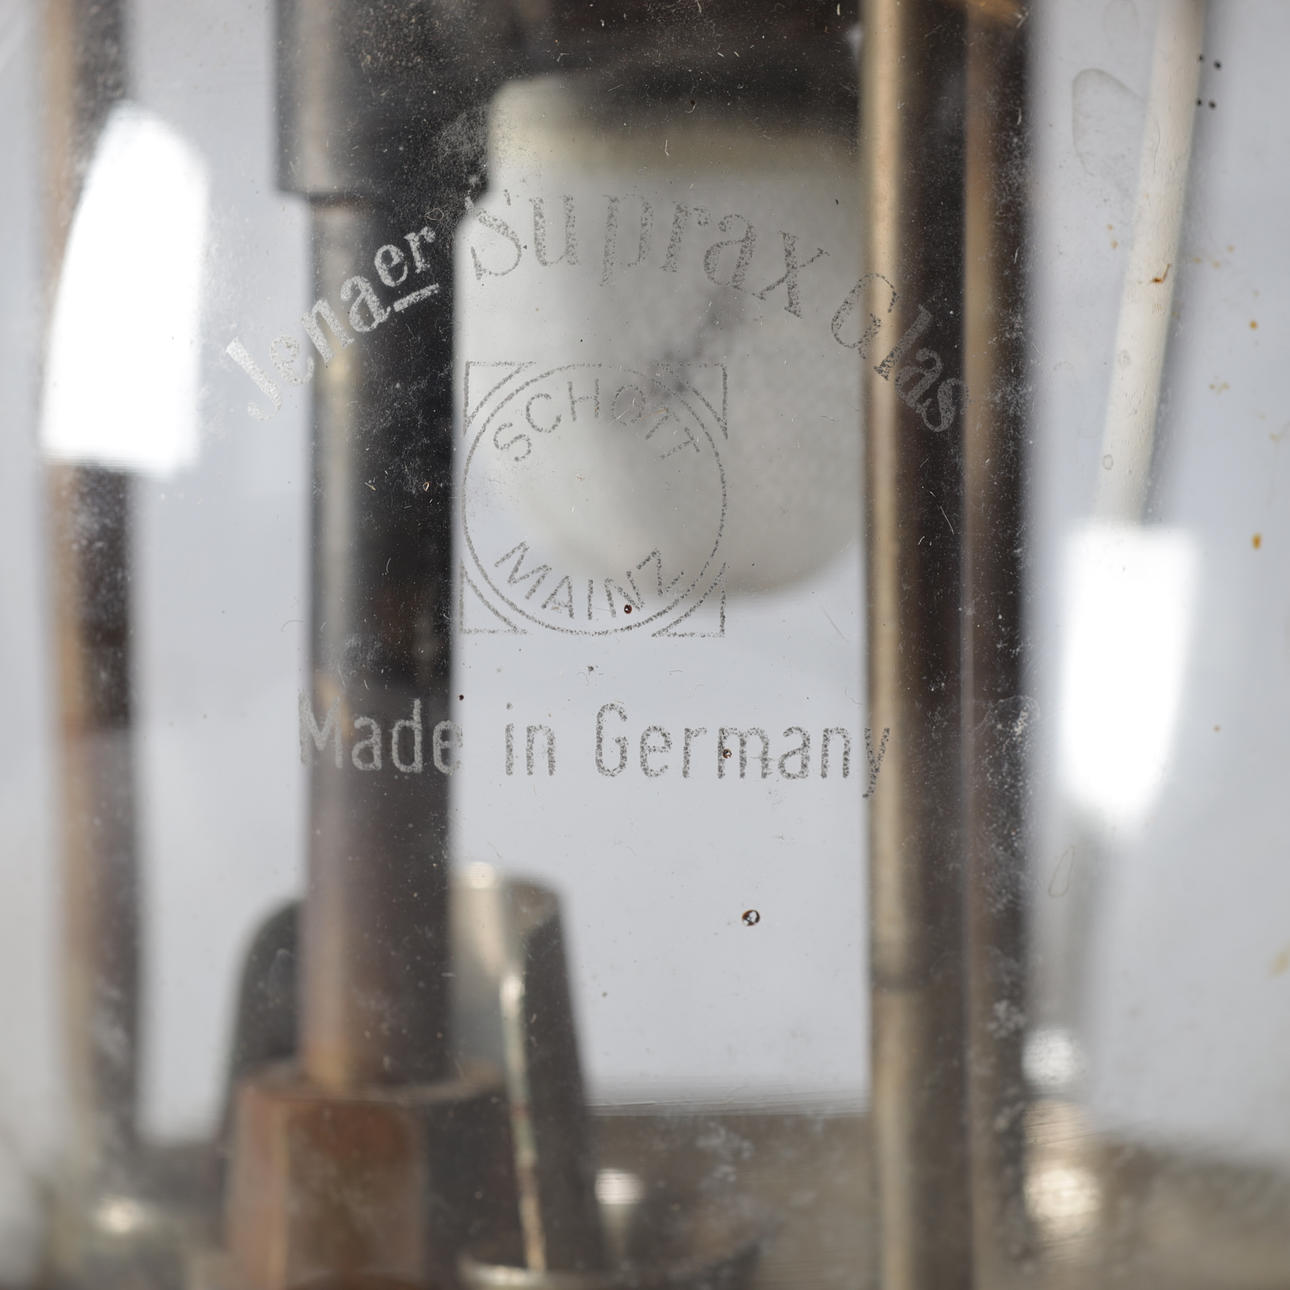 Jenaer Suprax Glas
SCHOTT
MAINZ
Made in Germany